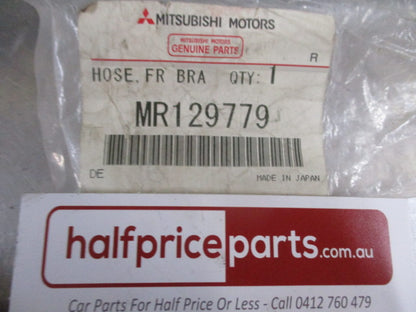 MITSUBISHI MOTORS
MITSUBISHI MOTORS
GENUINE PARTS
R
HOSE, FR BRA QTY: 1
MR129779
DE MADE IN JAPAN
halfpriceparts.com.au
Car Parts For Half Price Or Less - Call 0412 760 479